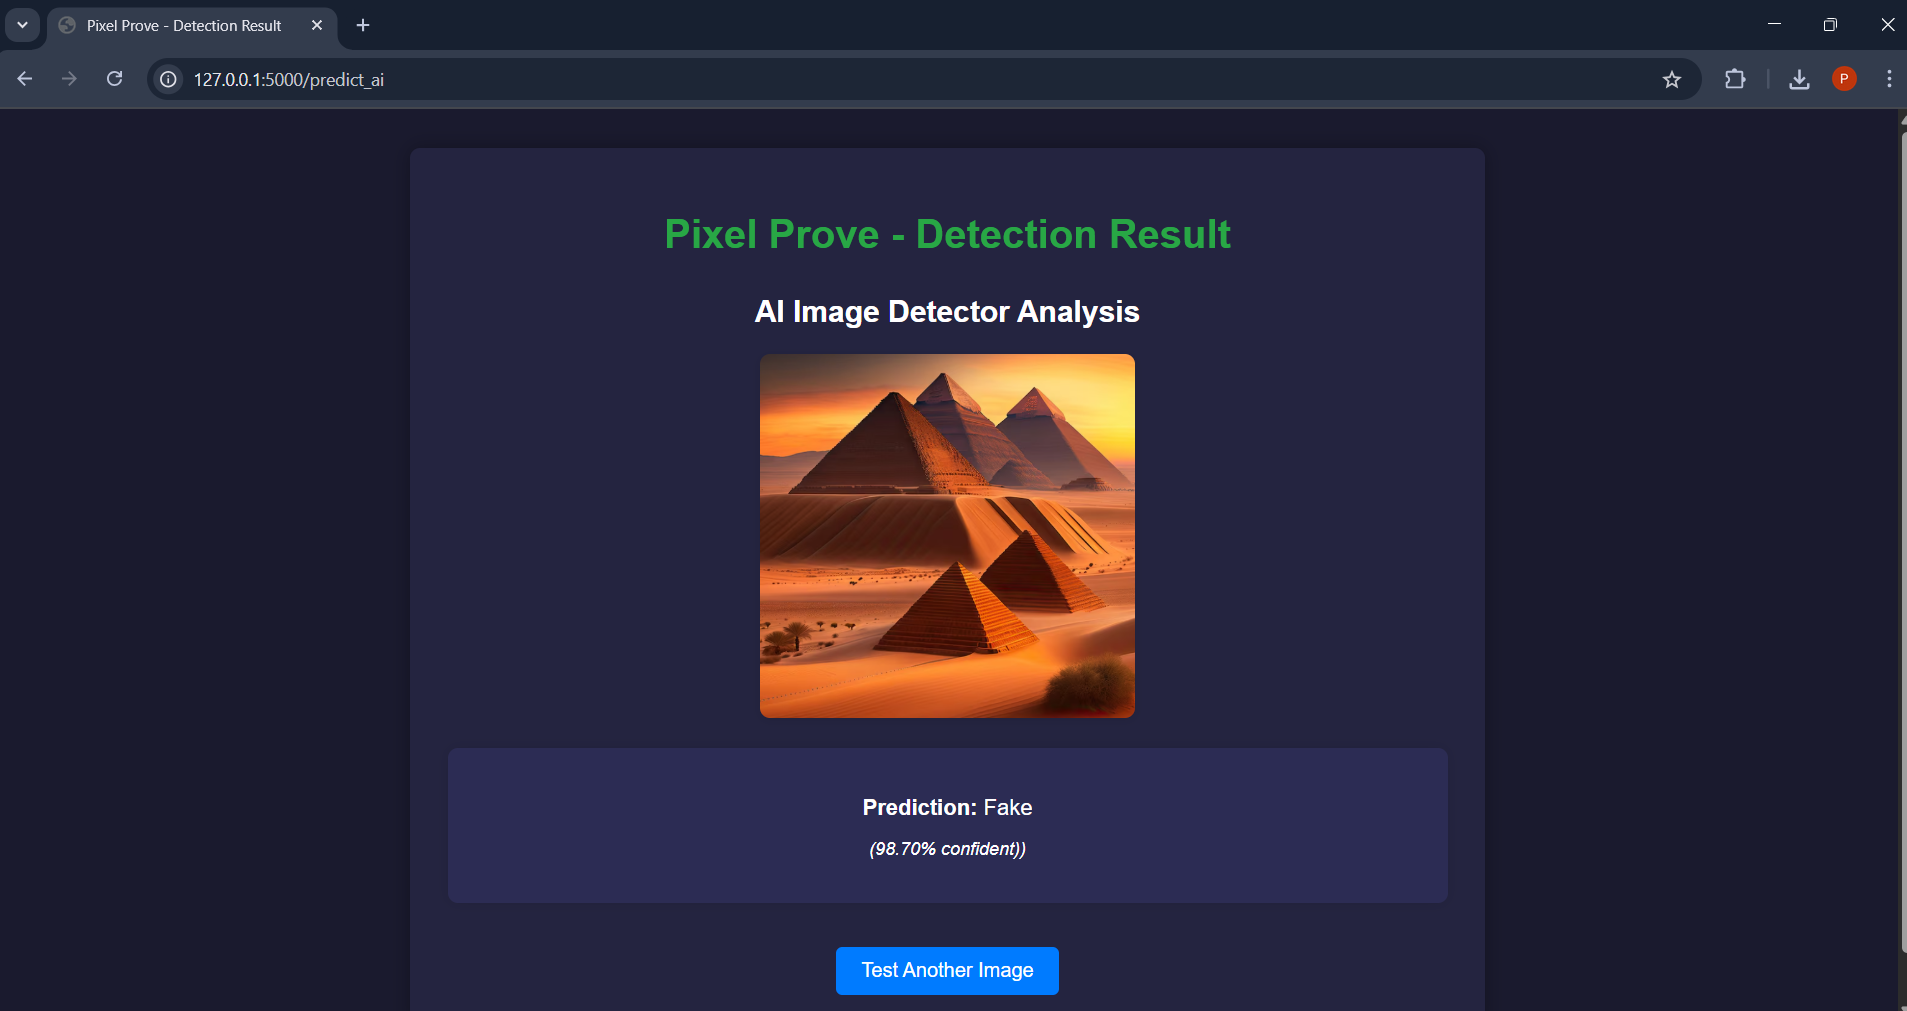 Pixel Prove - Detection Result
127.0.0.1:5000/predict_ai
P
Pixel Prove - Detection Result
AI Image Detector Analysis
Prediction: Fake
(98.70% confident))
Test Another Image